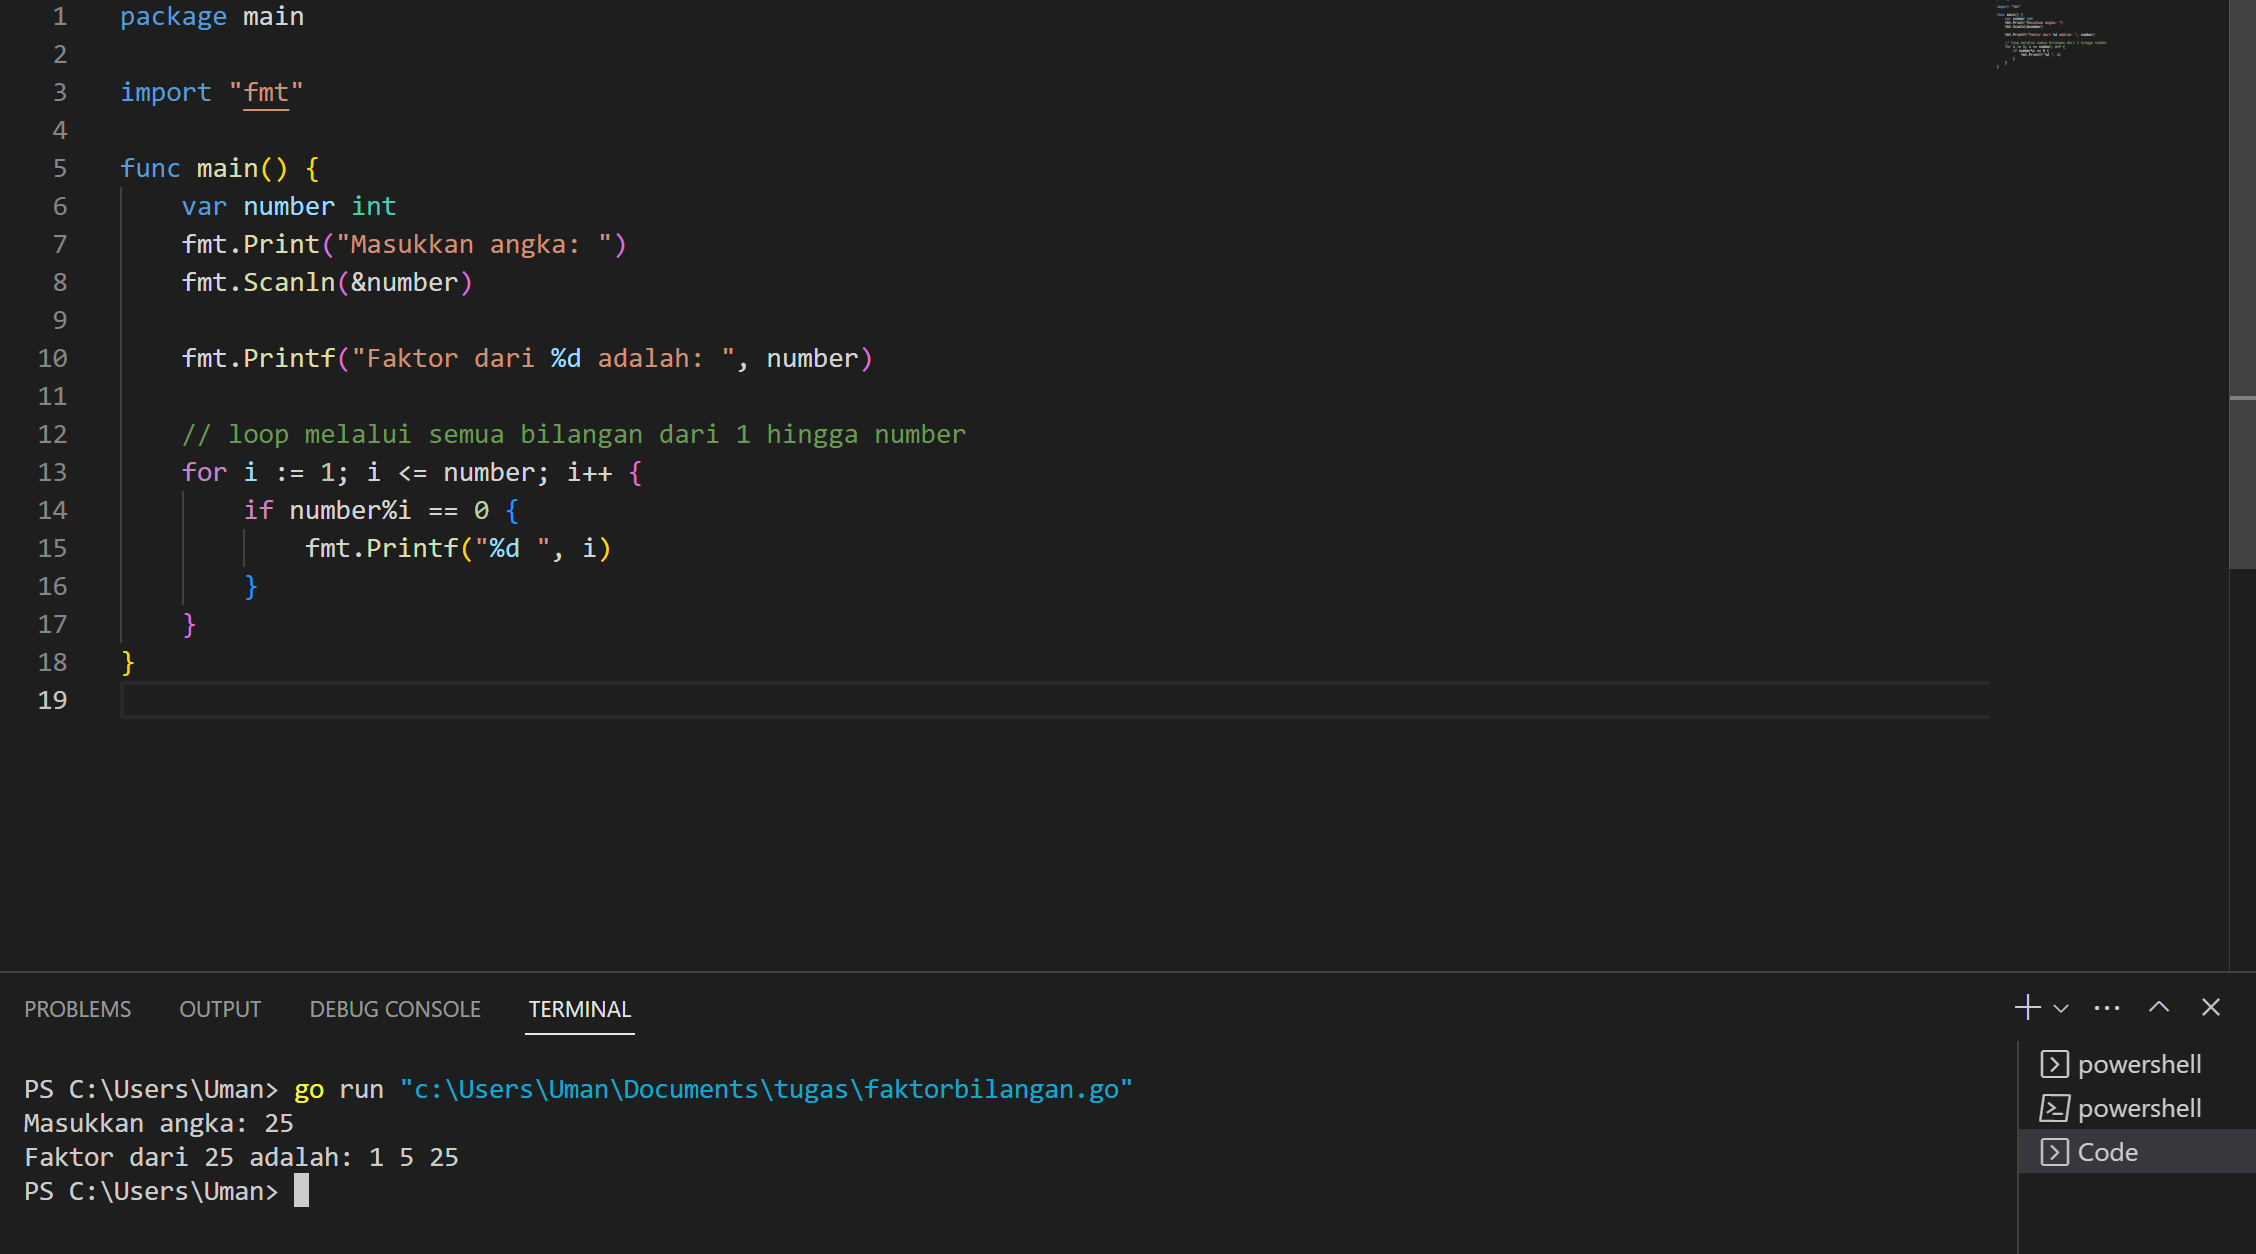 1 package main
2
3 import "fmt"
4
5 func main() {
6     var number int
7     fmt.Print("Masukkan angka: ")
8     fmt.Scanln(&number)
9
10     fmt.Printf("Faktor dari %d adalah: ", number)
11
12     // loop melalui semua bilangan dari 1 hingga number
13     for i := 1; i <= number; i++ {
14         if number%i == 0 {
15             fmt.Printf("%d ", i)
16         }
17     }
18 }
19
PROBLEMS OUTPUT DEBUG CONSOLE TERMINAL
PS C:\Users\Uman> go run "c:\Users\Uman\Documents\tugas\faktorbilangan.go"
Masukkan angka: 25
Faktor dari 25 adalah: 1 5 25
PS C:\Users\Uman>
powershell
powershell
Code